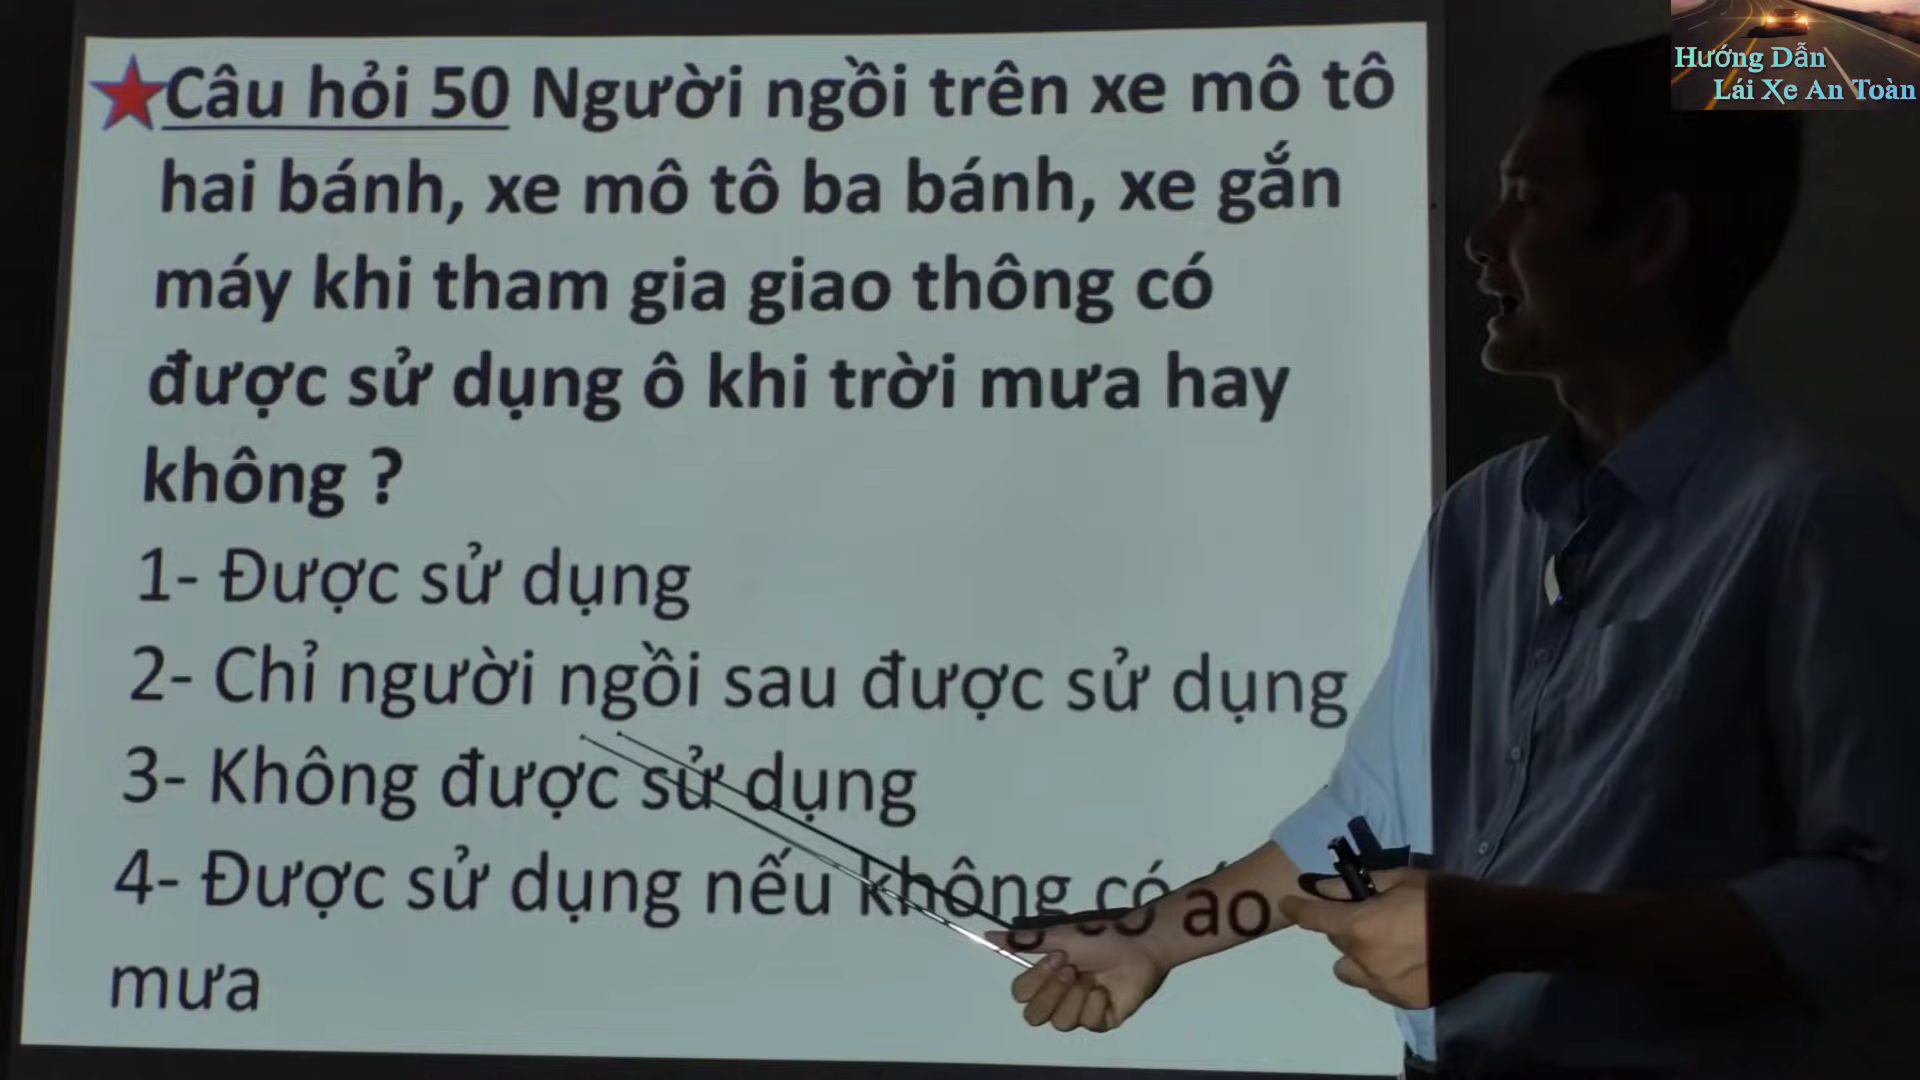 Câu hỏi 50 Người ngồi trên xe mô tô
hai bánh, xe mô tô ba bánh, xe gắn
máy khi tham gia giao thông có
được sử dụng ô khi trời mưa hay
không ?
1- Được sử dụng
2- Chỉ người ngồi sau được sử dụng
3- Không được sử dụng
4- Được sử dụng nếu không có áo
mưa
Hướng Dẫn
Lái Xe An Toàn